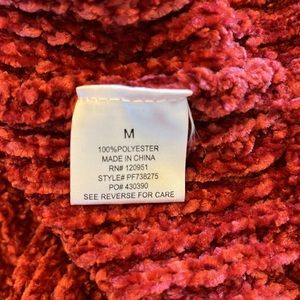 M
100%POLYESTER
MADE IN CHINA
RN# 120951
STYLE# PF738275
PO# 430390
SEE REVERSE FOR CARE